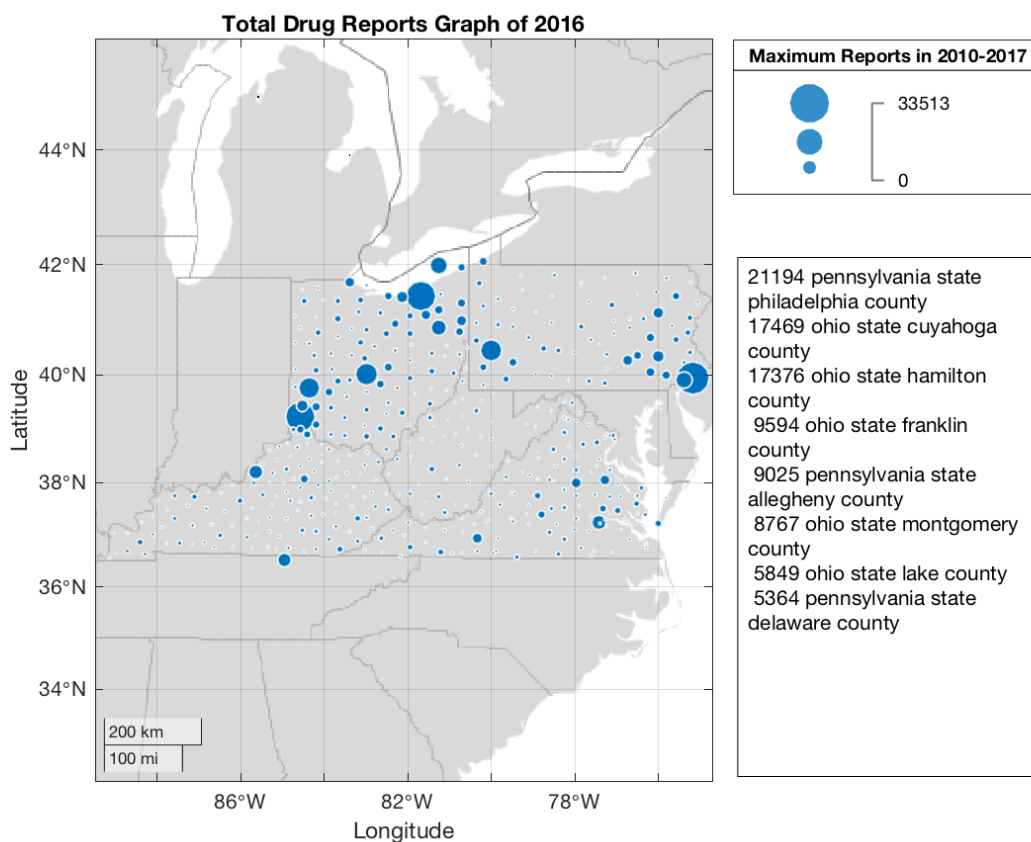 Total Drug Reports Graph of 2016
Maximum Reports in 2010-2017
33513
0
44°N
42°N
40°N
38°N
36°N
34°N
Latitude
200 km
100 mi
86°W
82°W
78°W
Longitude
21194 pennsylvania state
philadelphia county
17469 ohio state cuyahoga
county
17376 ohio state hamilton
county
9594 ohio state franklin
county
9025 pennsylvania state
allegheny county
8767 ohio state montgomery
county
5849 ohio state lake county
5364 pennsylvania state
delaware county